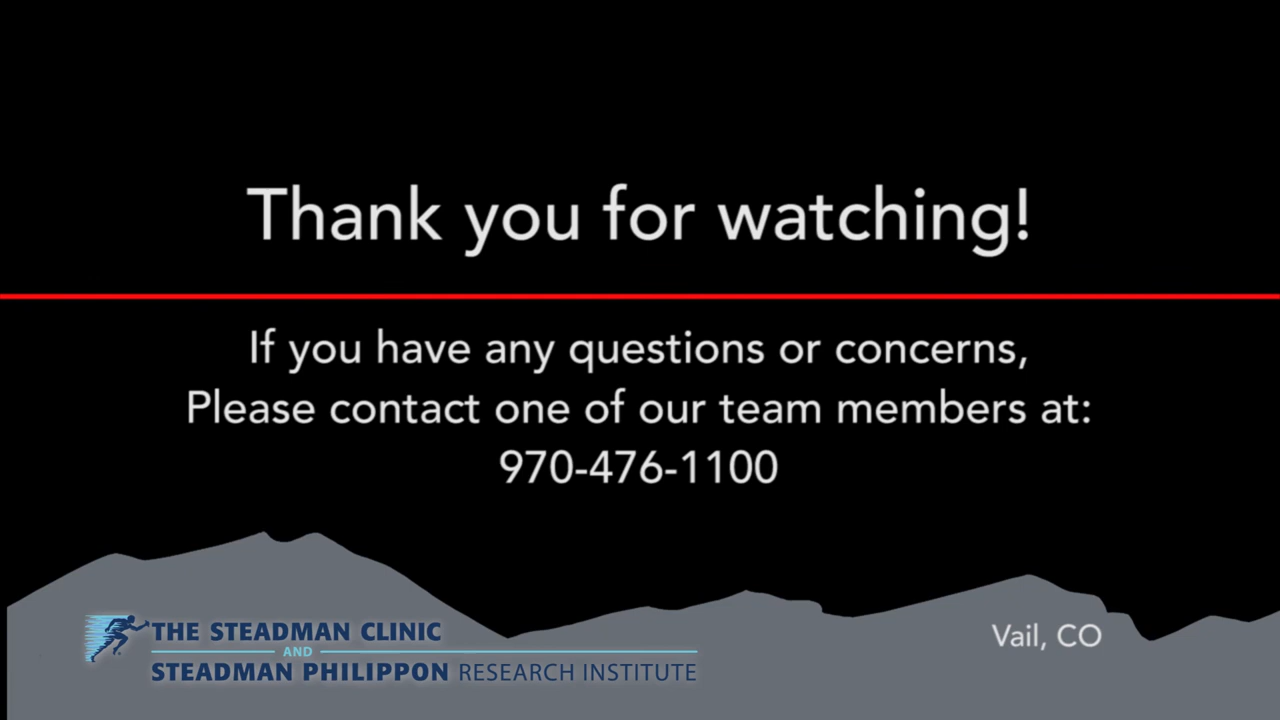 Thank you for watching!
If you have any questions or concerns,
Please contact one of our team members at:
970-476-1100
THE STEADMAN CLINIC
AND
STEADMAN PHILIPPON RESEARCH INSTITUTE
Vail, CO